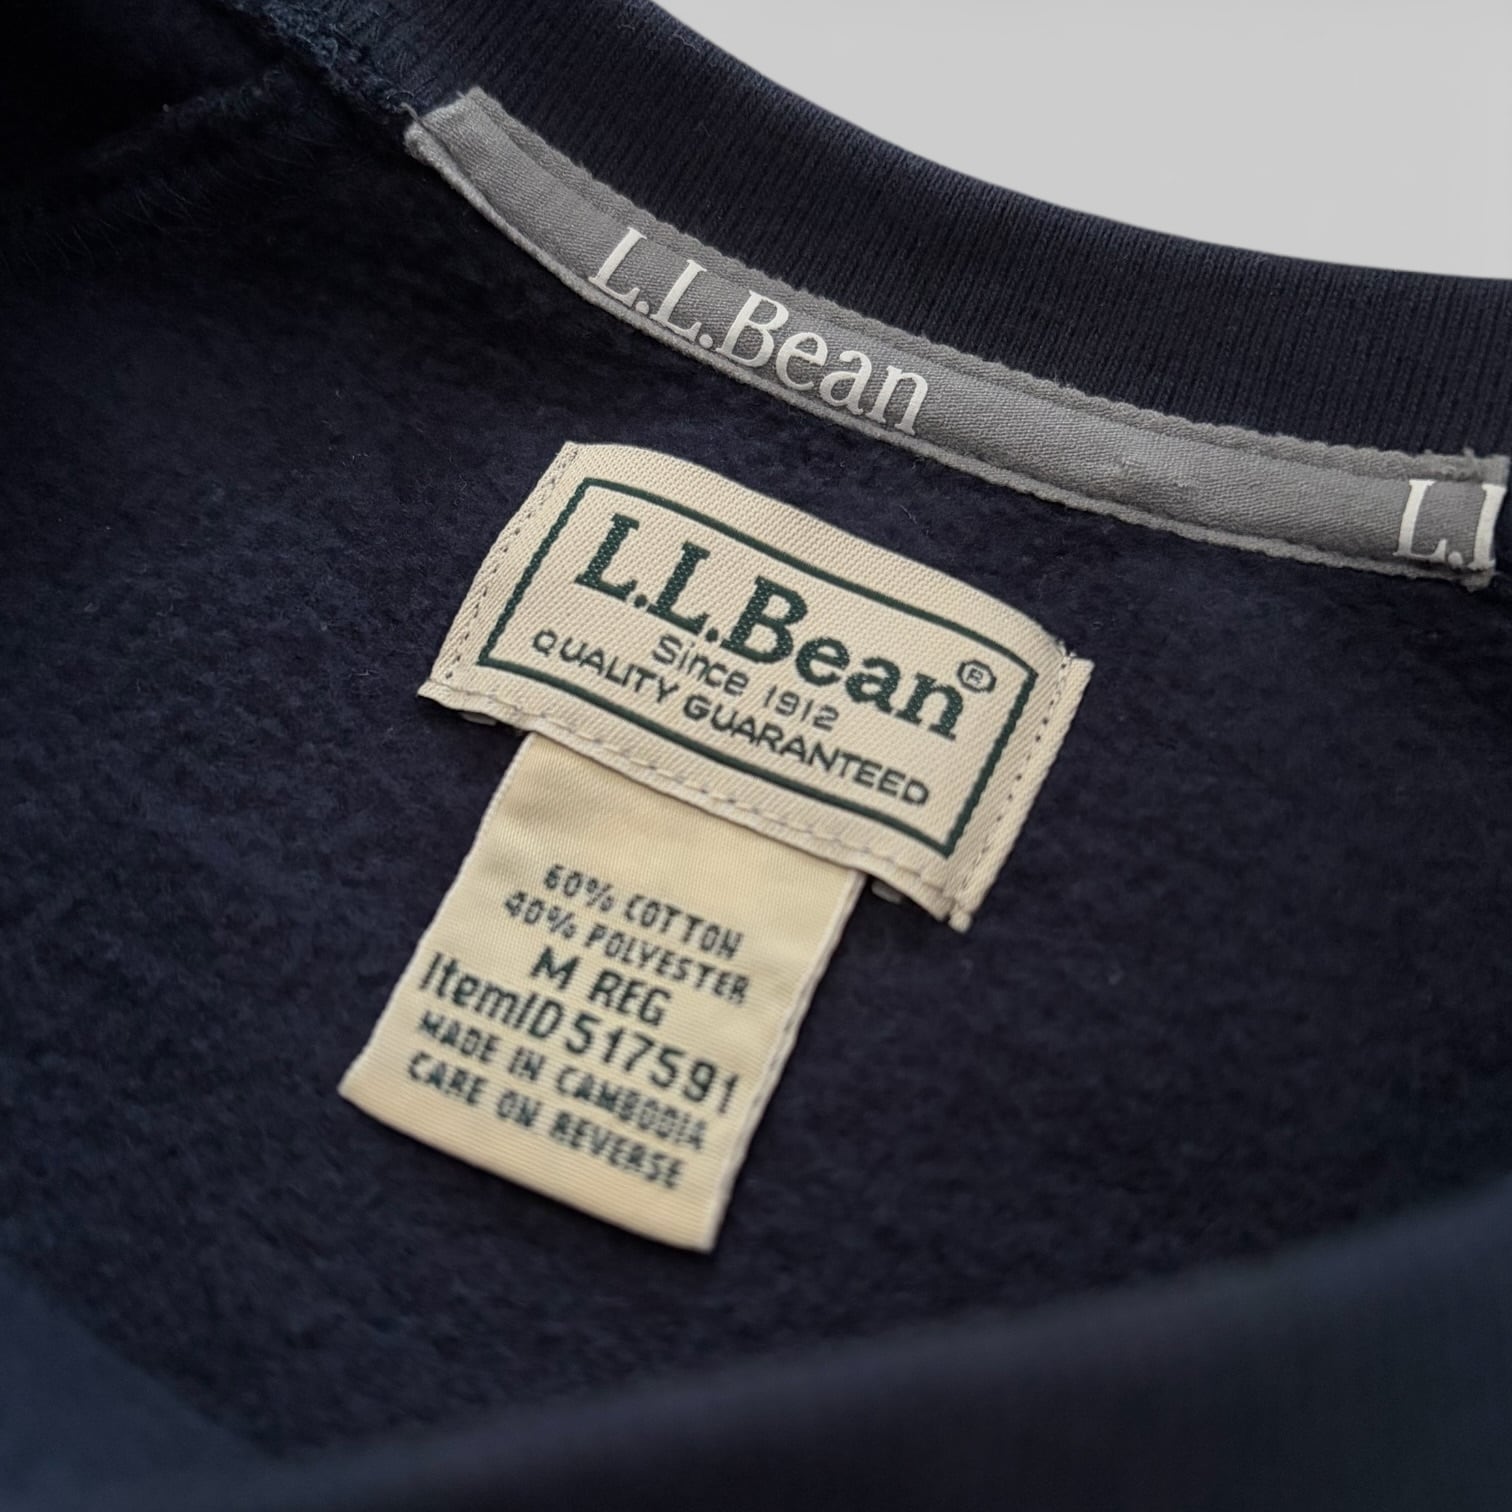 L.L.Bean
L.L
L.L.Bean®
Since 1912
QUALITY GUARANTEED
60% COTTON
40% POLYESTER
M REG
ItemID 517591
MADE IN CAMBODIA
CARE ON REVERSE